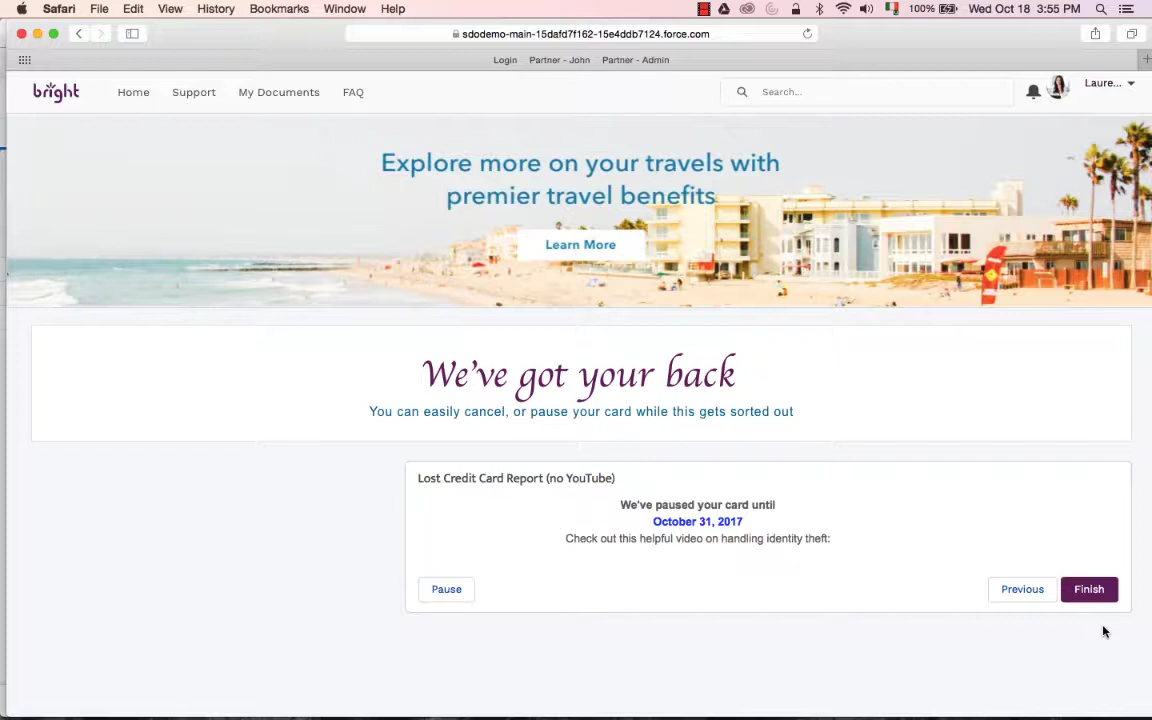 Safari File Edit View History Bookmarks Window Help 100% Wed Oct 18 3:55 PM
sdodemo-main-15dafd7f162-15e4ddb7124.force.com
Login Partner - John Partner - Admin
bright Home Support My Documents FAQ Search... Laure...
Explore more on your travels with
premier travel benefits
Learn More
We've got your back
You can easily cancel, or pause your card while this gets sorted out
Lost Credit Card Report (no YouTube)
We've paused your card until
October 31, 2017
Check out this helpful video on handling identity theft:
Pause Previous Finish